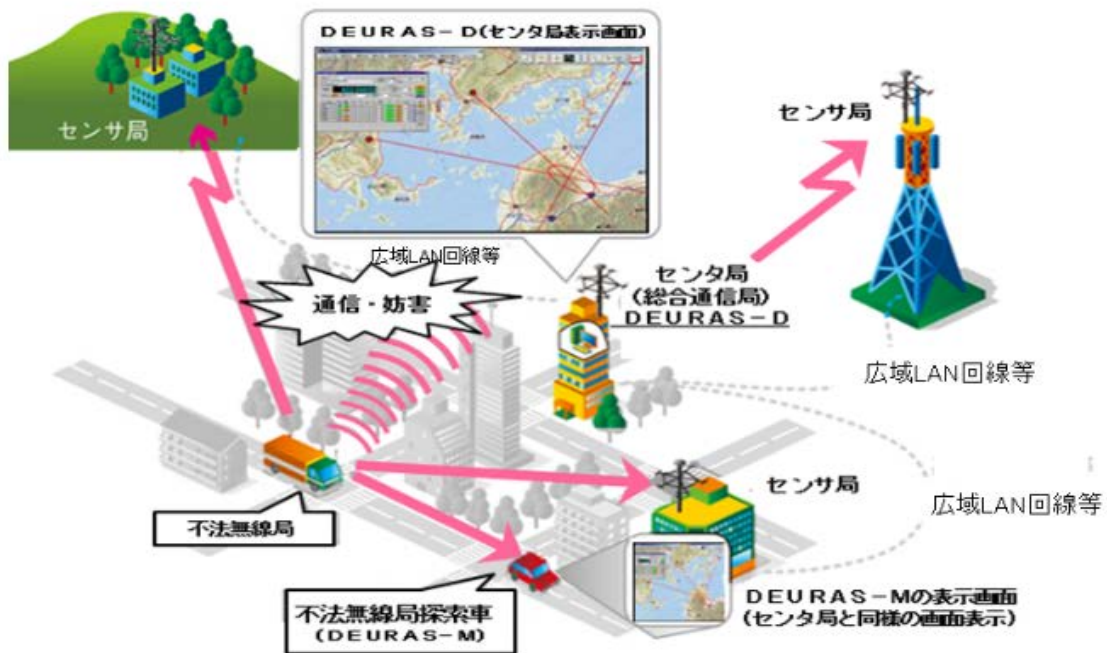 DEURAS-D(センタ局表示画面)
センサ局
センサ局
広域LAN回線等
通信・妨害
センタ局
(総合通信局)
DEURAS-D
広域LAN回線等
センサ局
広域LAN回線等
不法無線局
不法無線局探索車
(DEURAS-M)
DEURAS-Mの表示画面
(センタ局と同様の画面表示)